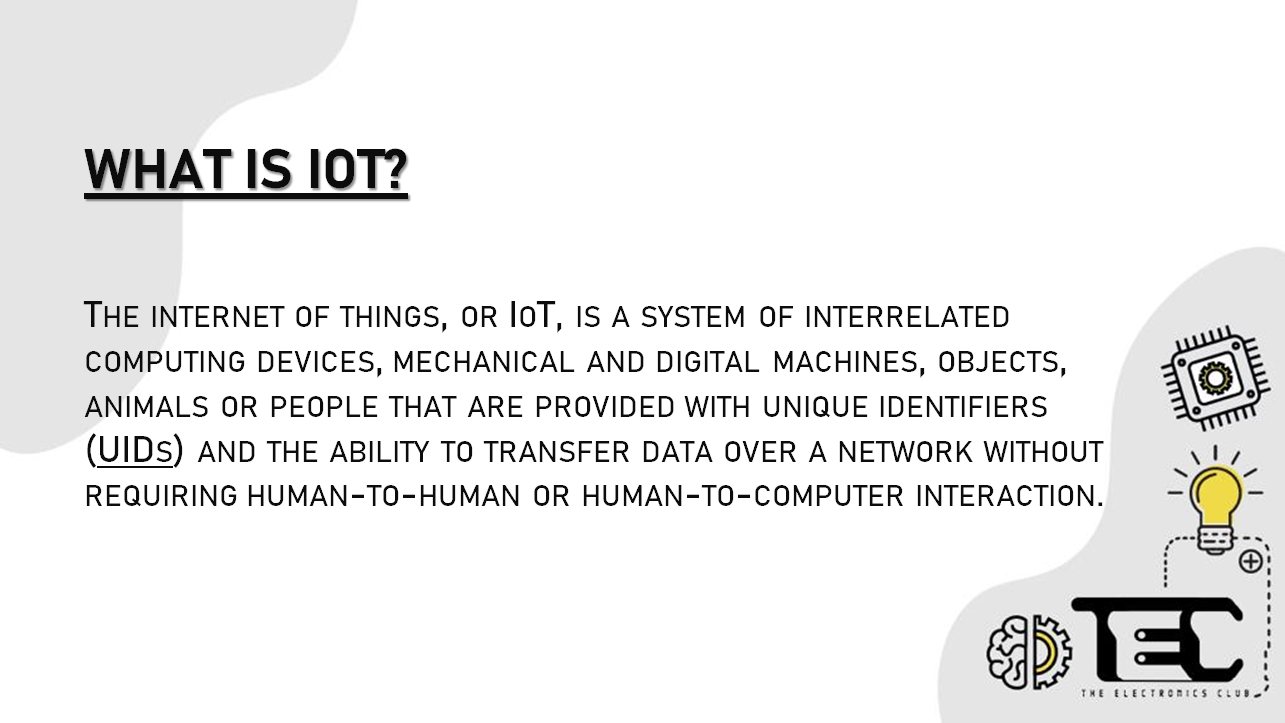 WHAT IS IOT?
THE INTERNET OF THINGS, OR IOT, IS A SYSTEM OF INTERRELATED
COMPUTING DEVICES, MECHANICAL AND DIGITAL MACHINES, OBJECTS,
ANIMALS OR PEOPLE THAT ARE PROVIDED WITH UNIQUE IDENTIFIERS
(UIDS) AND THE ABILITY TO TRANSFER DATA OVER A NETWORK WITHOUT
REQUIRING HUMAN-TO-HUMAN OR HUMAN-TO-COMPUTER INTERACTION.
TEC
THE ELECTRONICS CLUB